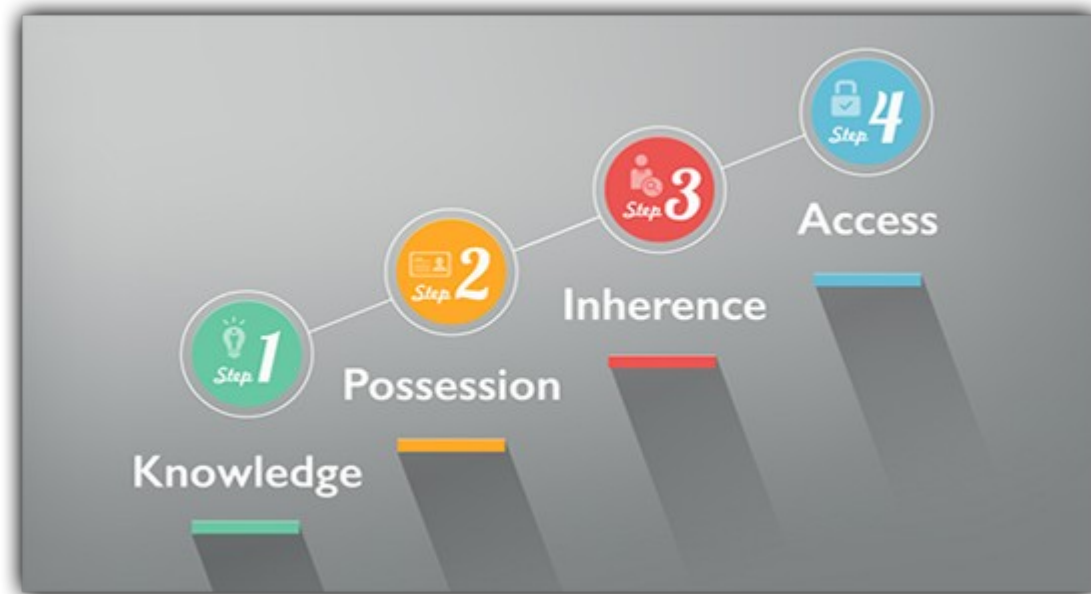 Step 1
Knowledge
Step 2
Possession
Step 3
Inherence
Step 4
Access